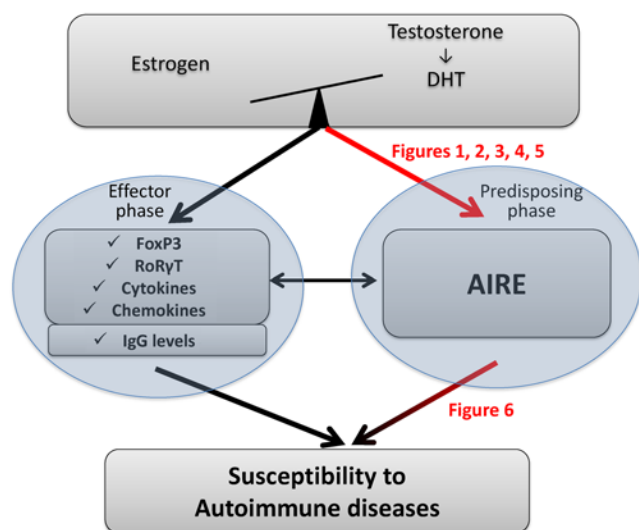 Estrogen
Testosterone
↓
DHT
Figures 1, 2, 3, 4, 5
Effector
phase
✓ FoxP3
✓ RoRγT
✓ Cytokines
✓ Chemokines
✓ IgG levels
Predisposing
phase
AIRE
Figure 6
Susceptibility to
Autoimmune diseases